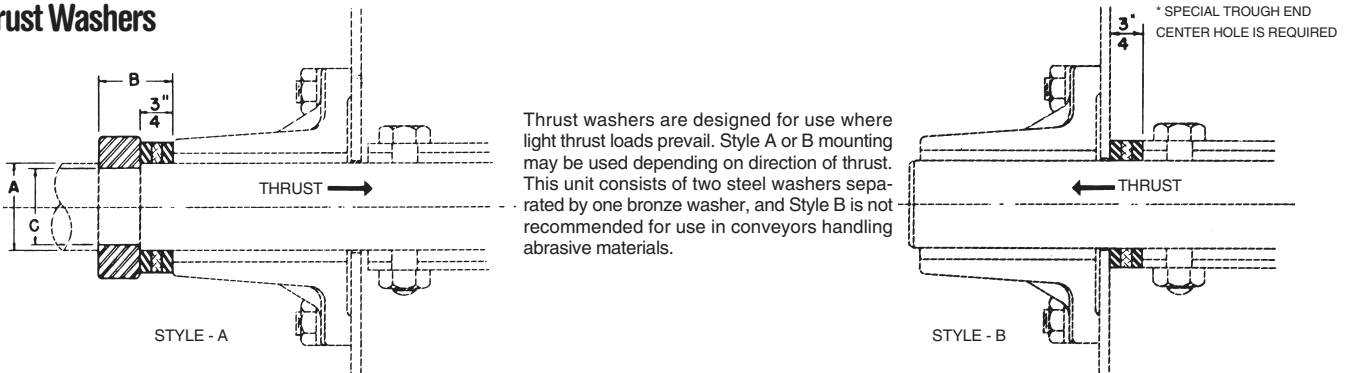 rust Washers
B
3"
4
A
C
THRUST
STYLE - A
Thrust washers are designed for use where
light thrust loads prevail. Style A or B mounting
may be used depending on direction of thrust.
This unit consists of two steel washers sepa-
rated by one bronze washer, and Style B is not
recommended for use in conveyors handling
abrasive materials.
* SPECIAL TROUGH END
CENTER HOLE IS REQUIRED
3"
4
THRUST
STYLE - B